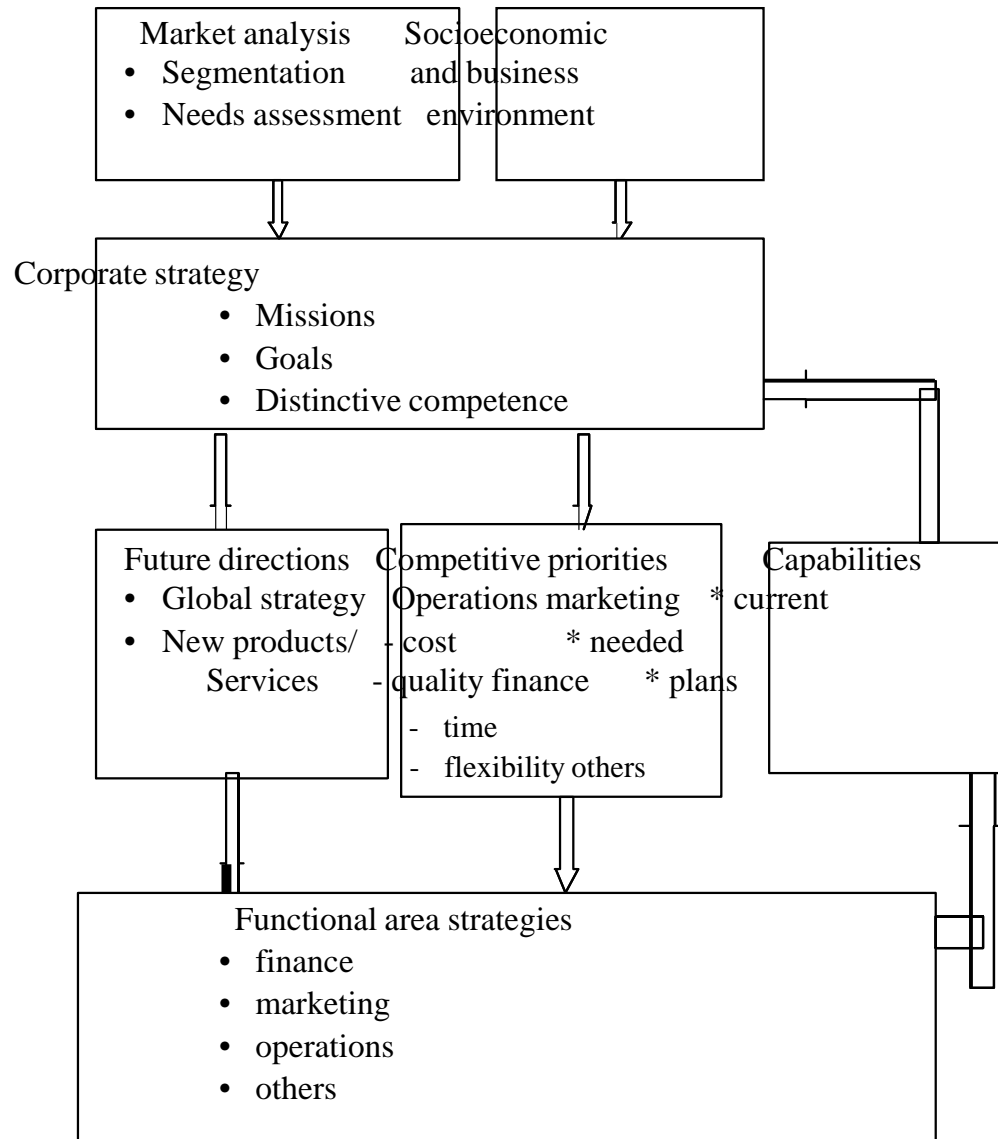 Market analysis Socioeconomic
• Segmentation and business
• Needs assessment environment
Corporate strategy
• Missions
• Goals
• Distinctive competence
Future directions Competitive priorities Capabilities
• Global strategy Operations marketing * current
• New products/ - cost * needed
Services - quality finance * plans
- time
- flexibility others
Functional area strategies
• finance
• marketing
• operations
• others